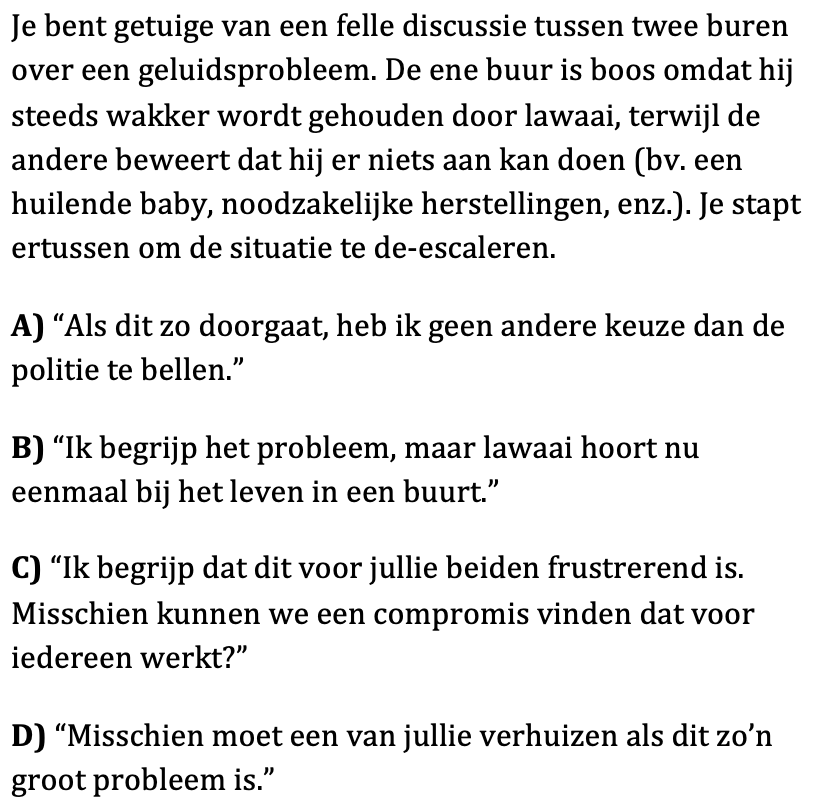 Je bent getuige van een felle discussie tussen twee buren
over een geluidsprobleem. De ene buur is boos omdat hij
steeds wakker wordt gehouden door lawaai, terwijl de
andere beweert dat hij er niets aan kan doen (bv. een
huilende baby, noodzakelijke herstellingen, enz.). Je stapt
ertussen om de situatie te de-escaleren.
A) “Als dit zo doorgaat, heb ik geen andere keuze dan de
politie te bellen.”
B) “Ik begrijp het probleem, maar lawaai hoort nu
eenmaal bij het leven in een buurt.”
C) “Ik begrijp dat dit voor jullie beiden frustrerend is.
Misschien kunnen we een compromis vinden dat voor
iedereen werkt?”
D) “Misschien moet een van jullie verhuizen als dit zo’n
groot probleem is.”